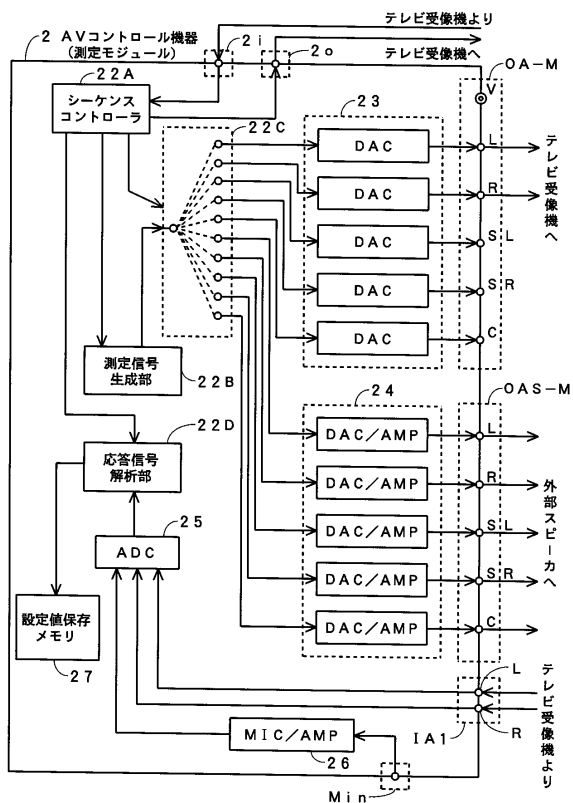 テレビ受像機より
テレビ受像機へ
2 AVコントロール機器
(測定モジュール)
2i
2o
OA-M
22A
シーケンス
コントローラ
22C
23
V
DAC
L
DAC
R
DAC
SL
DAC
SR
DAC
C
テレビ受像機へ
測定信号
生成部
22B
24
OAS-M
22D
応答信号
解析部
DAC/AMP
L
DAC/AMP
R
DAC/AMP
SL
DAC/AMP
SR
DAC/AMP
C
外部スピーカへ
25
ADC
設定値保存
メモリ
27
L
R
IA1
テレビ受像機より
MIC/AMP
26
Min